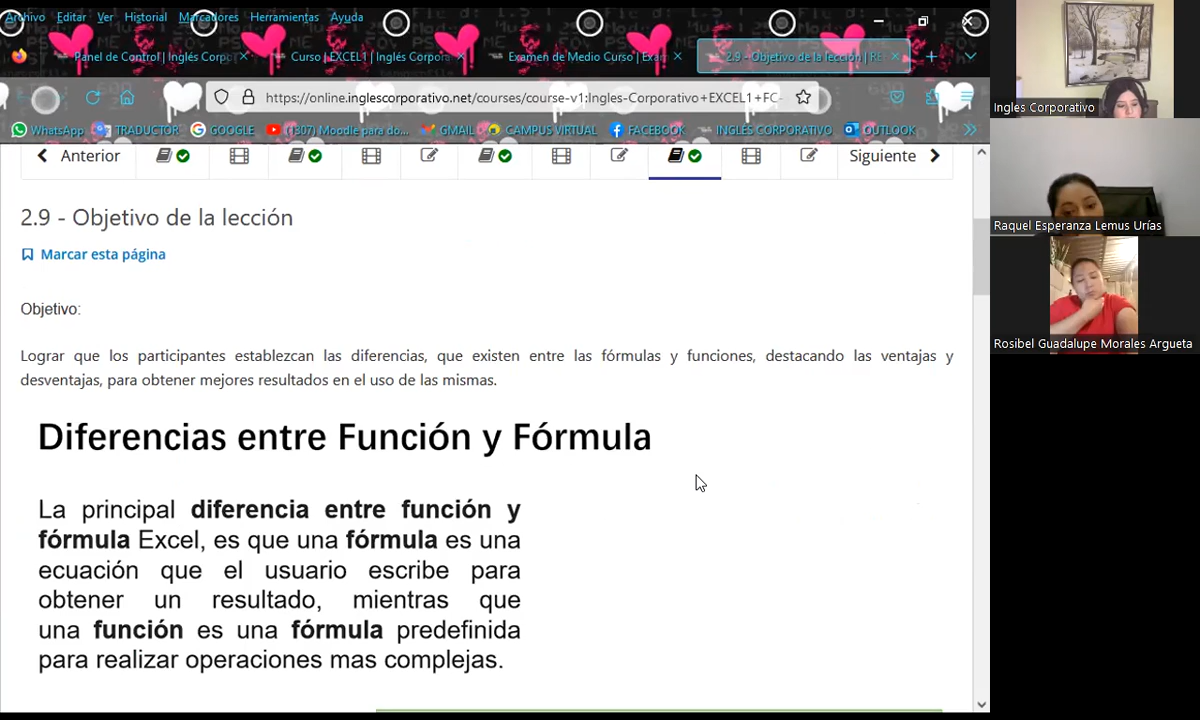 Archivo Editar Ver Historial Marcadores Herramientas Ayuda
Panel de Control | Inglés Corp
Curso | EXCEL1 | Inglés Corpora
Examen de Medio Curso | Exam
2.9 - Objetivo de la lección | R
https://online.inglescorporativo.net/courses/course-v1:Ingles-Corporativo+EXCEL1+FC-
WhatsApp TRADUCTOR GOOGLE (1307) Moodle para do... GMAIL CAMPUS VIRTUAL FACEBOOK INGLES CORPORATIVO OUTLOOK
Anterior
Siguiente
2.9 - Objetivo de la lección
Marcar esta página
Objetivo:
Lograr que los participantes establezcan las diferencias, que existen entre las fórmulas y funciones, destacando las ventajas y
desventajas, para obtener mejores resultados en el uso de las mismas.
Diferencias entre Función y Fórmula
La principal diferencia entre función y
fórmula Excel, es que una fórmula es una
ecuación que el usuario escribe para
obtener un resultado, mientras que
una función es una fórmula predefinida
para realizar operaciones mas complejas.
Ingles Corporativo
Raquel Esperanza Lemus Urías
Rosibel Guadalupe Morales Argueta